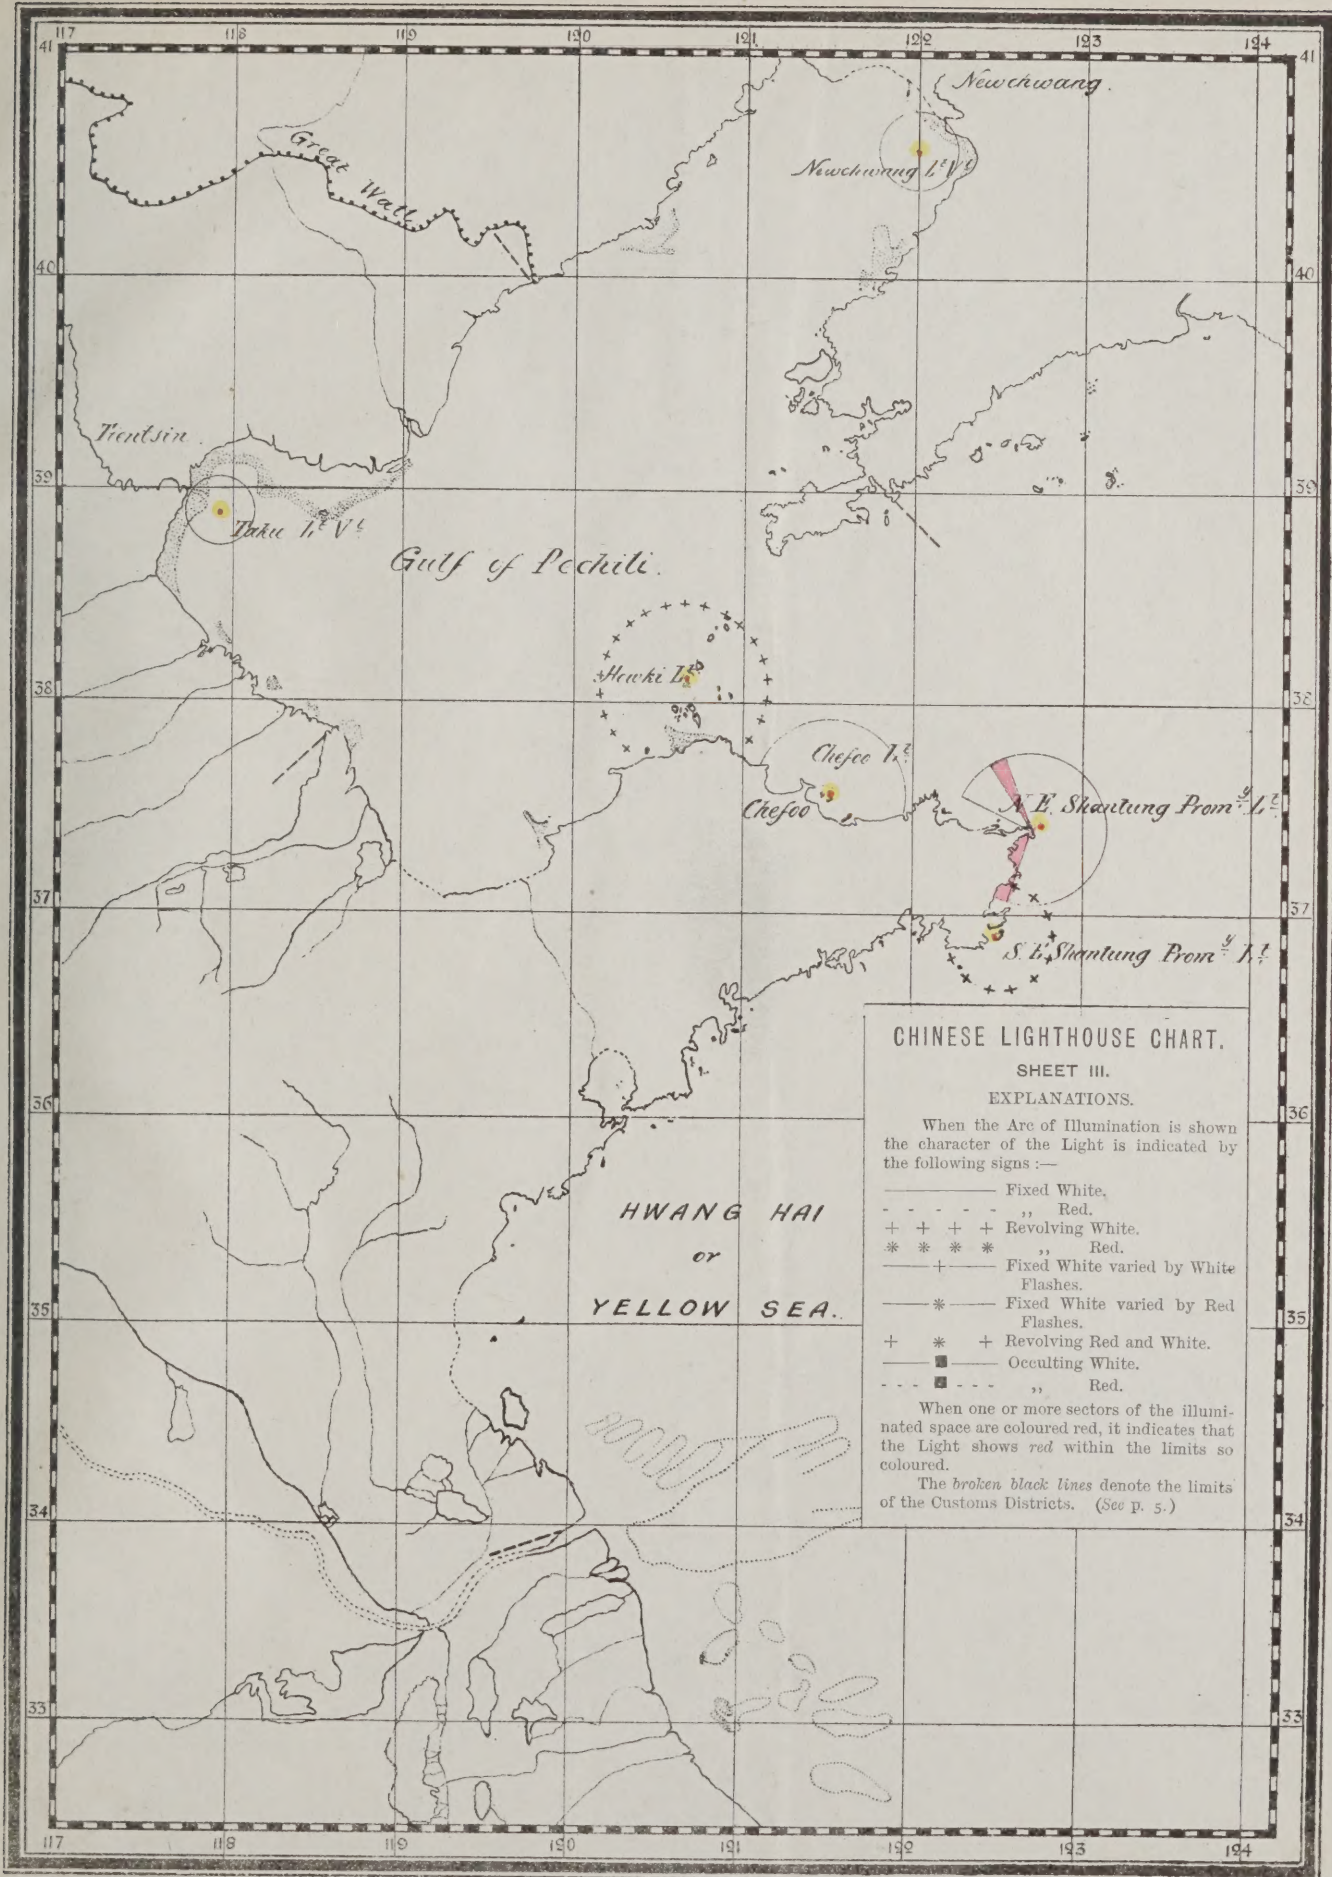 117 118 119 120 121 122 123 124
41 41
Newchwang.
Great Wall
Newchwang Lt. Vl.
40 40
Tientsin.
39 39
Taku Lt. Vl.
Gulf of Pechili.
Howki Lt.
38 38
Chefoo Lt.
Chefoo
N. E. Shantung Promy. Lt.
37 37
S. E. Shantung Promy. Lt.
CHINESE LIGHTHOUSE CHART.
SHEET III.
EXPLANATIONS.
36 36
When the Arc of Illumination is shown
the character of the Light is indicated by
the following signs :—
Fixed White.
„ Red.
+ + + + Revolving White.
* * * * „ Red.
—+— Fixed White varied by White
Flashes.
—*— Fixed White varied by Red
Flashes.
+ * + Revolving Red and White.
—■— Occulting White.
- - - ■ - - - „ Red.
When one or more sectors of the illumi-
nated space are coloured red, it indicates that
the Light shows red within the limits so
coloured.
The broken black lines denote the limits
of the Customs Districts. (See p. 5.)
HWANG HAI
or
YELLOW SEA.
35 35
34 34
33 33
117 118 119 120 121 122 123 124